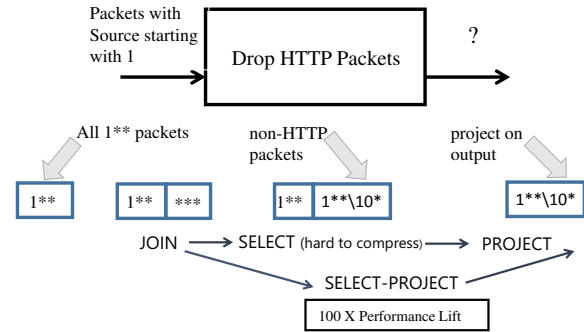 Packets with
Source starting
with 1
Drop HTTP Packets
?
All 1** packets
non-HTTP
packets
project on
output
1**
1** ***
1** 1**\10*
1**\10*
JOIN SELECT (hard to compress) PROJECT
SELECT-PROJECT
100 X Performance Lift